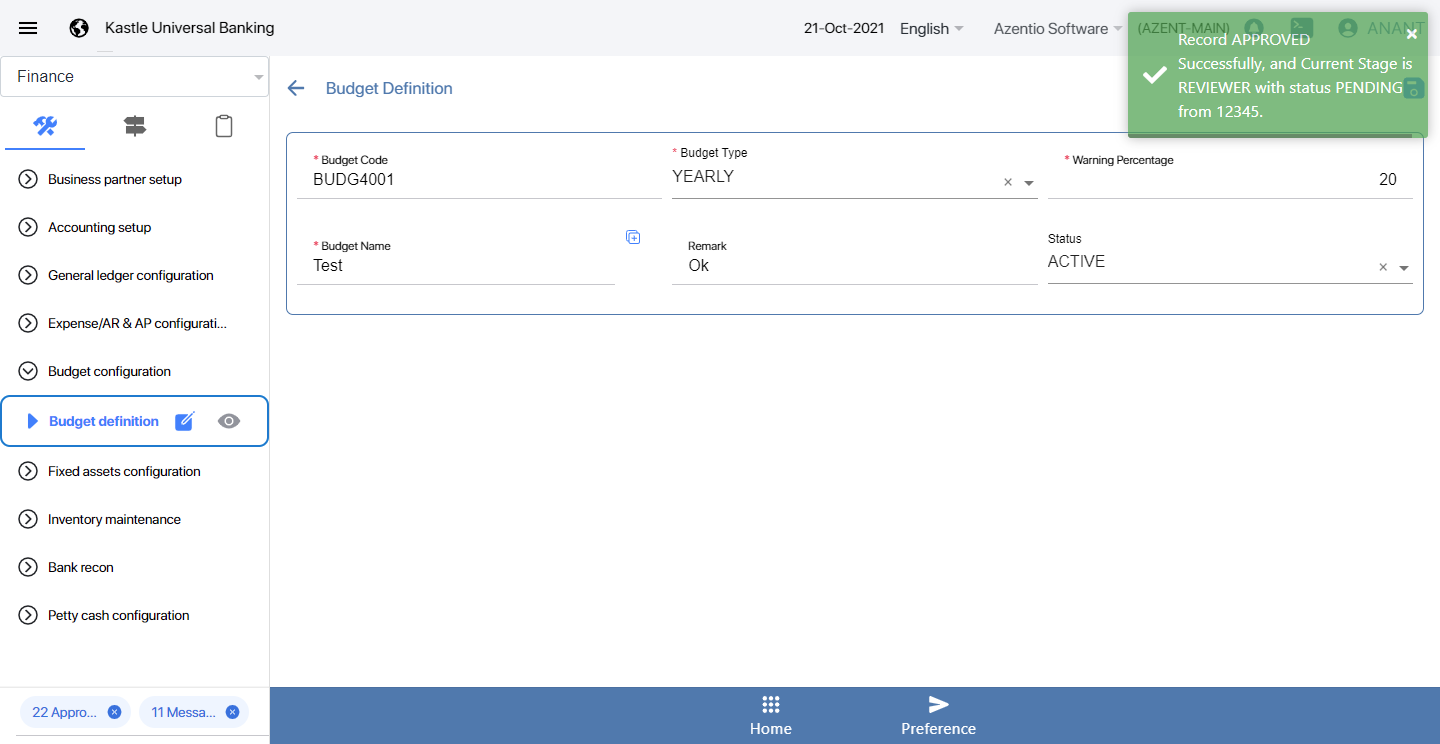 Kastle Universal Banking
21-Oct-2021
English
Azentio Software
(AZENT-MAIN)
ANANT
Record APPROVED
Successfully, and Current Stage is
REVIEWER with status PENDING
from 12345.
Finance
Budget Definition
* Budget Code
BUDG4001
* Budget Type
YEARLY
* Warning Percentage
20
* Budget Name
Test
Remark
Ok
Status
ACTIVE
Business partner setup
Accounting setup
General ledger configuration
Expense/AR & AP configurati...
Budget configuration
Budget definition
Fixed assets configuration
Inventory maintenance
Bank recon
Petty cash configuration
22 Appro...
11 Messa...
Home
Preference